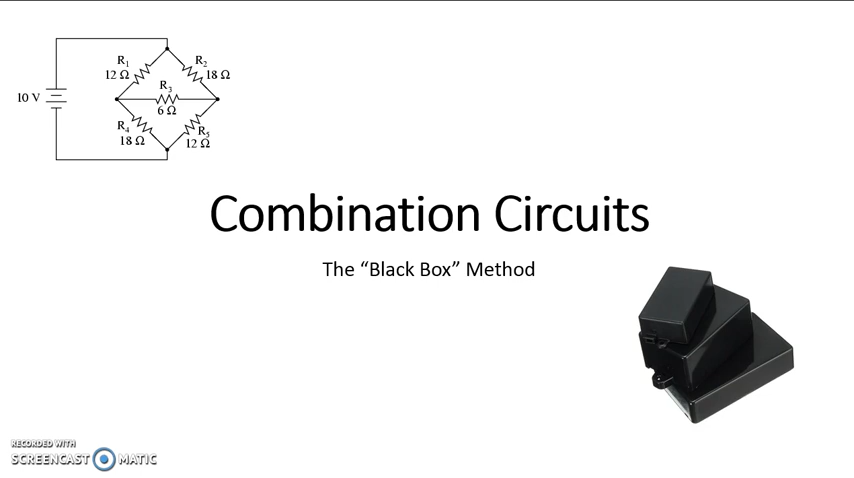 R1
12 Ω
R2
18 Ω
10 V
R3
6 Ω
R4
18 Ω
R5
12 Ω
Combination Circuits
The “Black Box” Method
RECORDED WITH
SCREENCAST MATIC